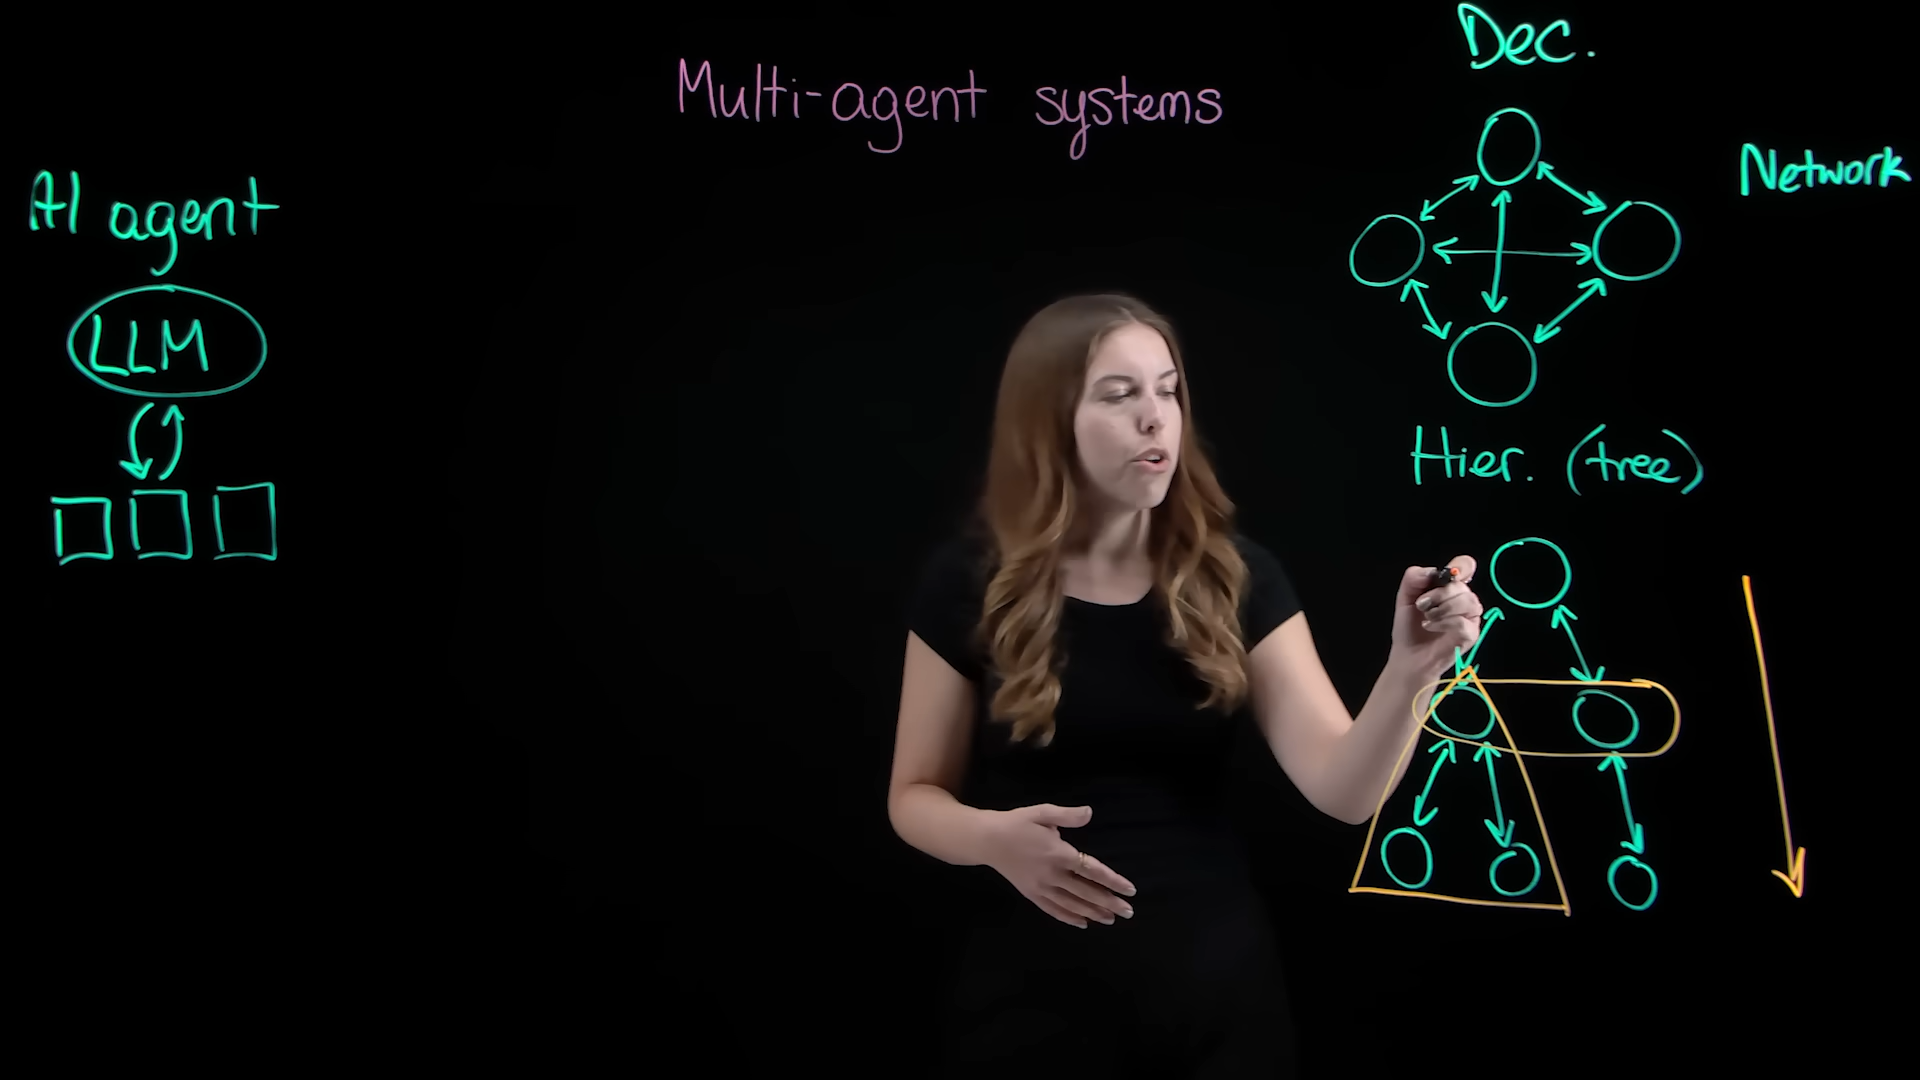 Dec.
Multi-agent systems
Network
AI agent
LLM
Hier. (tree)